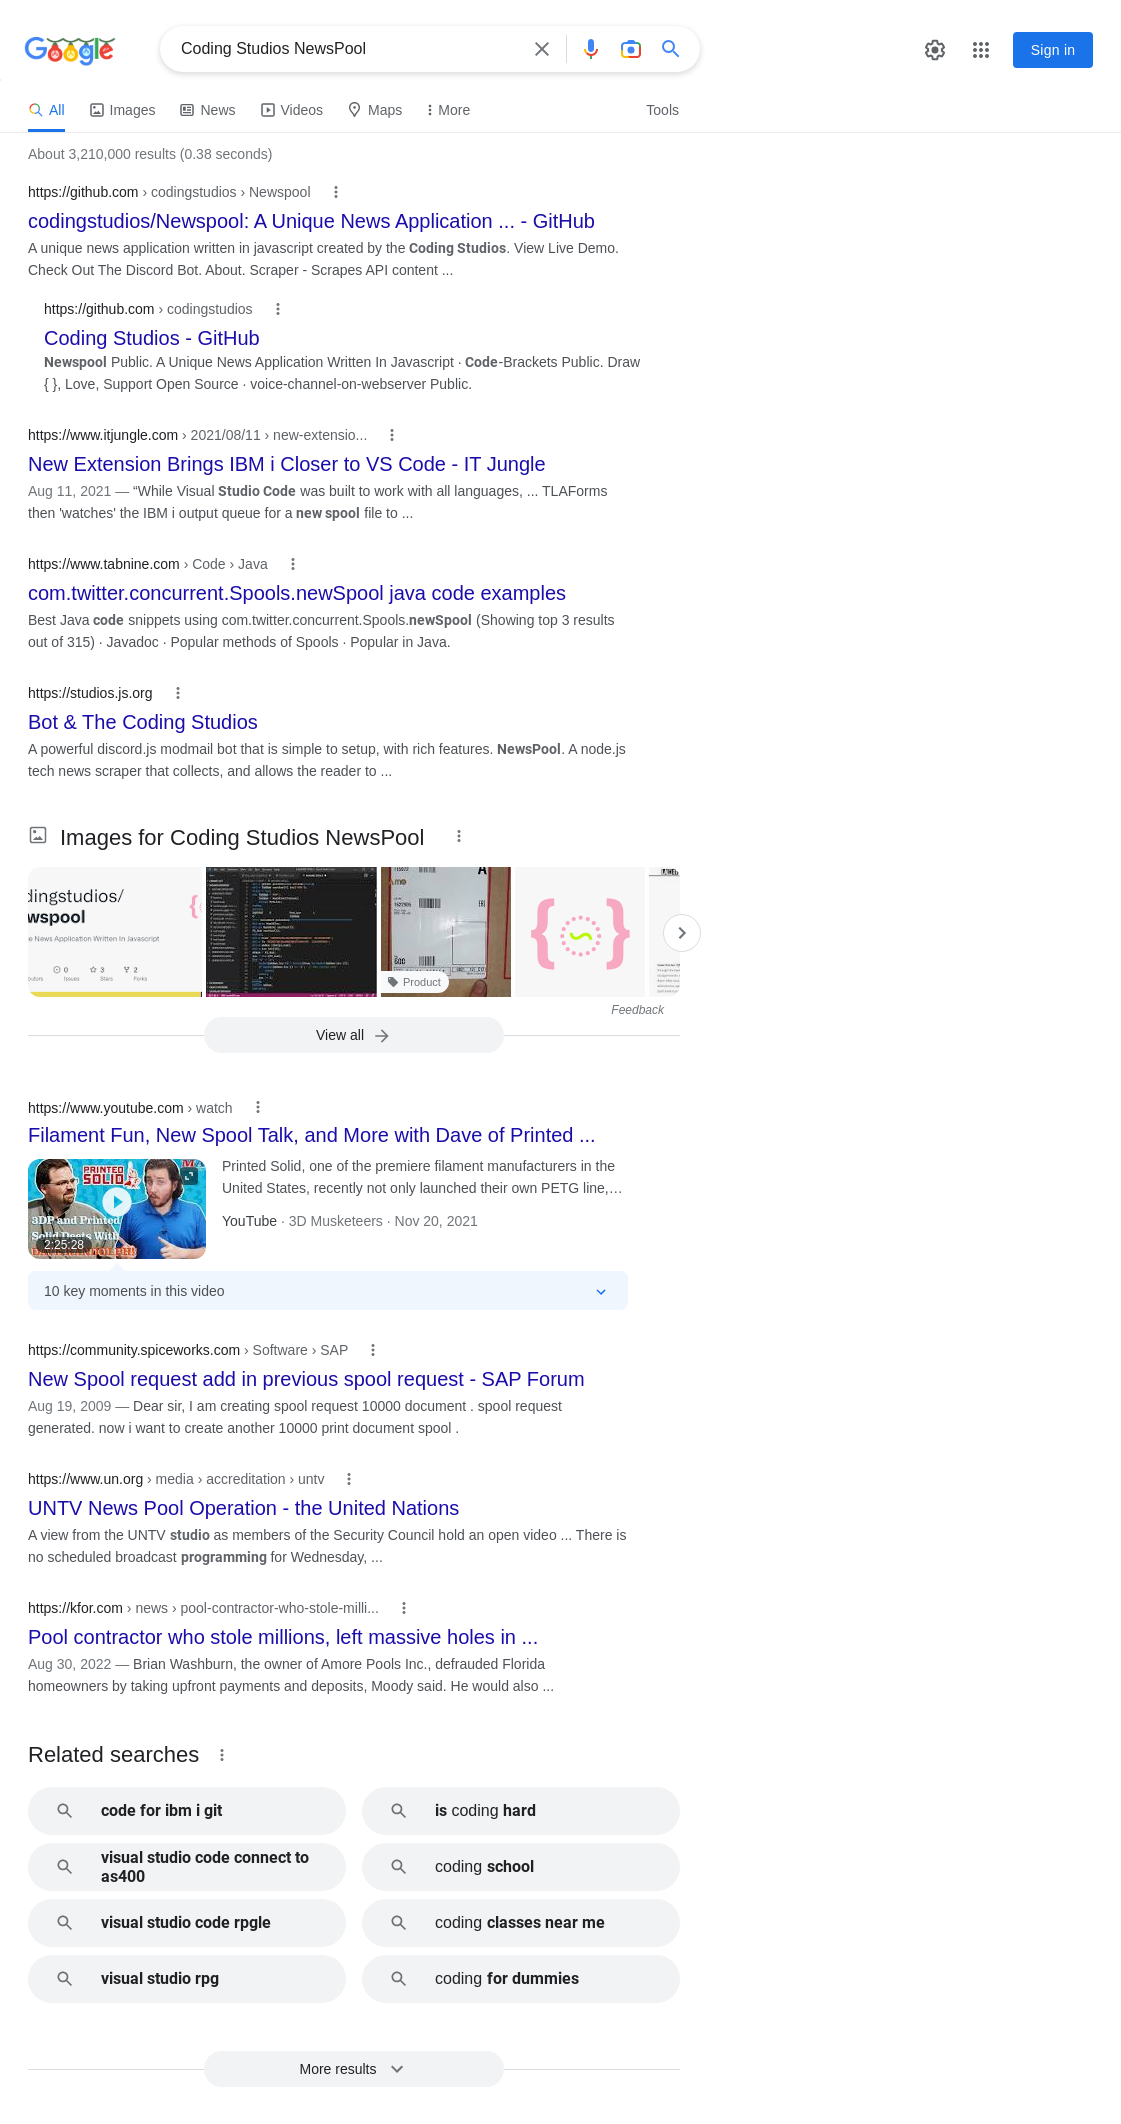 Google
Coding Studios NewsPool
Sign in
All
Images
News
Videos
Maps
More
Tools
About 3,210,000 results (0.38 seconds)
https://github.com › codingstudios › Newspool
codingstudios/Newspool: A Unique News Application ... - GitHub
A unique news application written in javascript created by the Coding Studios. View Live Demo.
Check Out The Discord Bot. About. Scraper - Scrapes API content ...
https://github.com › codingstudios
Coding Studios - GitHub
Newspool Public. A Unique News Application Written In Javascript · Code-Brackets Public. Draw
{ }, Love, Support Open Source · voice-channel-on-webserver Public.
https://www.itjungle.com › 2021/08/11 › new-extensio...
New Extension Brings IBM i Closer to VS Code - IT Jungle
Aug 11, 2021 — “While Visual Studio Code was built to work with all languages, ... TLAForms
then 'watches' the IBM i output queue for a new spool file to ...
https://www.tabnine.com › Code › Java
com.twitter.concurrent.Spools.newSpool java code examples
Best Java code snippets using com.twitter.concurrent.Spools.newSpool (Showing top 3 results
out of 315) · Javadoc · Popular methods of Spools · Popular in Java.
https://studios.js.org
Bot & The Coding Studios
A powerful discord.js modmail bot that is simple to setup, with rich features. NewsPool. A node.js
tech news scraper that collects, and allows the reader to ...
Images for Coding Studios NewsPool
dingstudios/
wspool
e News Application Written In Javascript
0
3
2
utors
Issues
Stars
Forks
A
600
Product
Feedback
View all
https://www.youtube.com › watch
Filament Fun, New Spool Talk, and More with Dave of Printed ...
PRINTED
SOLID
3DP and Printed
Solid Deets With
2:25:28
Printed Solid, one of the premiere filament manufacturers in the
United States, recently not only launched their own PETG line,…
YouTube · 3D Musketeers · Nov 20, 2021
10 key moments in this video
https://community.spiceworks.com › Software › SAP
New Spool request add in previous spool request - SAP Forum
Aug 19, 2009 — Dear sir, I am creating spool request 10000 document . spool request
generated. now i want to create another 10000 print document spool .
https://www.un.org › media › accreditation › untv
UNTV News Pool Operation - the United Nations
A view from the UNTV studio as members of the Security Council hold an open video ... There is
no scheduled broadcast programming for Wednesday, ...
https://kfor.com › news › pool-contractor-who-stole-milli...
Pool contractor who stole millions, left massive holes in ...
Aug 30, 2022 — Brian Washburn, the owner of Amore Pools Inc., defrauded Florida
homeowners by taking upfront payments and deposits, Moody said. He would also ...
Related searches
code for ibm i git
is coding hard
visual studio code connect to
as400
coding school
visual studio code rpgle
coding classes near me
visual studio rpg
coding for dummies
More results